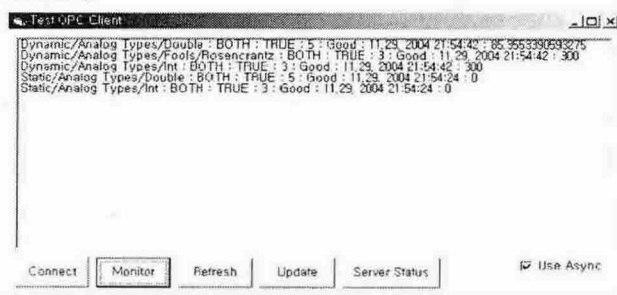 Test OPC Client
Dynamic/Analog Types/Double : BOTH : TRUE : 5 : Good : 11,29, 2004 21:54:42 : 85.3553390593275
Dynamic/Analog Types/Fools/Rosencrantz : BOTH : TRUE : 3 : Good : 11,29, 2004 21:54:42 : 300
Dynamic/Analog Types/Int : BOTH : TRUE : 3 : Good : 11,29, 2004 21:54:42 : 300
Static/Analog Types/Double : BOTH : TRUE : 5 : Good : 11,29, 2004 21:54:24 : 0
Static/Analog Types/Int : BOTH : TRUE : 3 : Good : 11,29, 2004 21:54:24 : 0
Connect Monitor Refresh Update Server Status Use Async